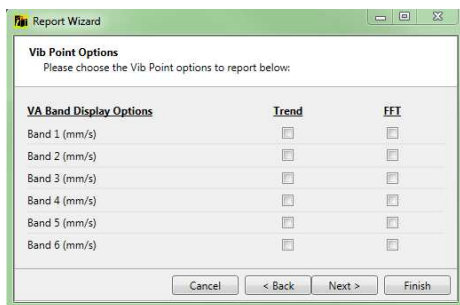 Report Wizard
Vib Point Options
Please choose the Vib Point options to report below:
VA Band Display Options Trend FFT
Band 1 (mm/s)
Band 2 (mm/s)
Band 3 (mm/s)
Band 4 (mm/s)
Band 5 (mm/s)
Band 6 (mm/s)
Cancel < Back Next > Finish